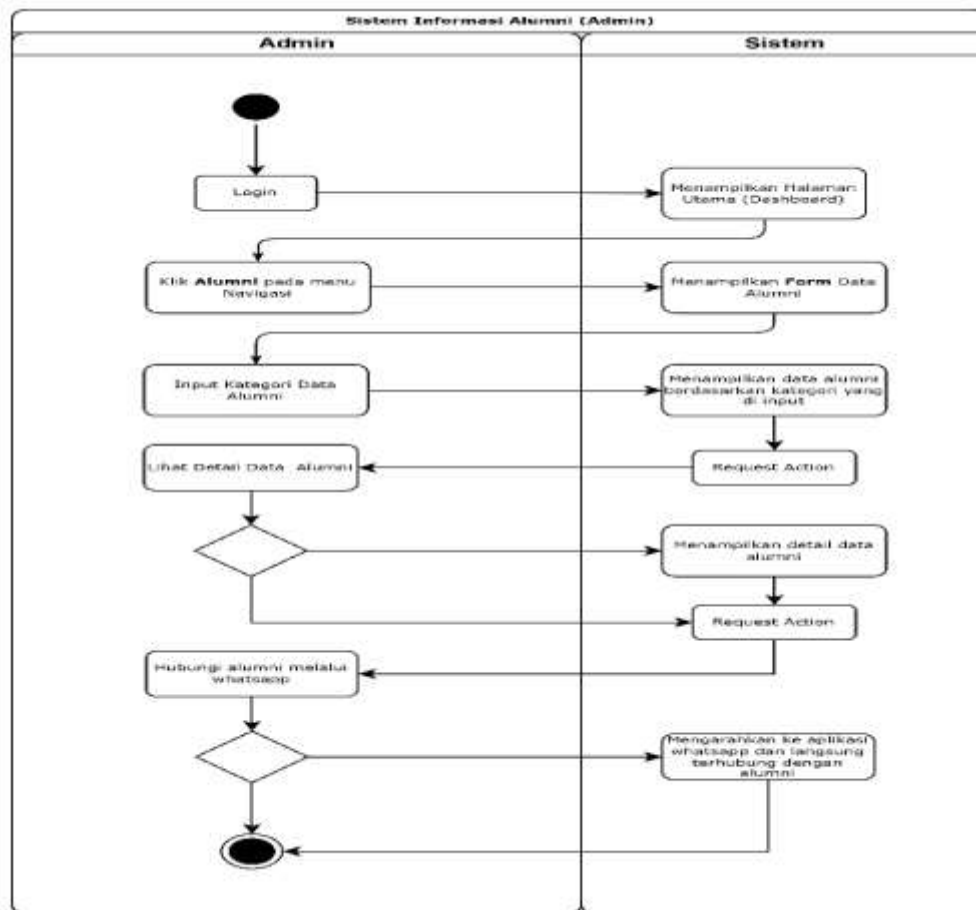 Sistem Informasi Alumni (Admin)
Admin
Sistem
Login
Menampilkan Halaman
Utama (Dashboard)
Klik Alumni pada menu
Navigasi
Menampilkan Form Data
Alumni
Input Kategori Data
Alumni
Menampilkan data alumni
berdasarkan kategori yang
di input
Lihat Detail Data Alumni
Request Action
Menampilkan detail data
alumni
Request Action
Hubungi alumni melalui
whatsapp
Mengarahkan ke aplikasi
whatsapp dan langsung
terhubung dengan
alumni